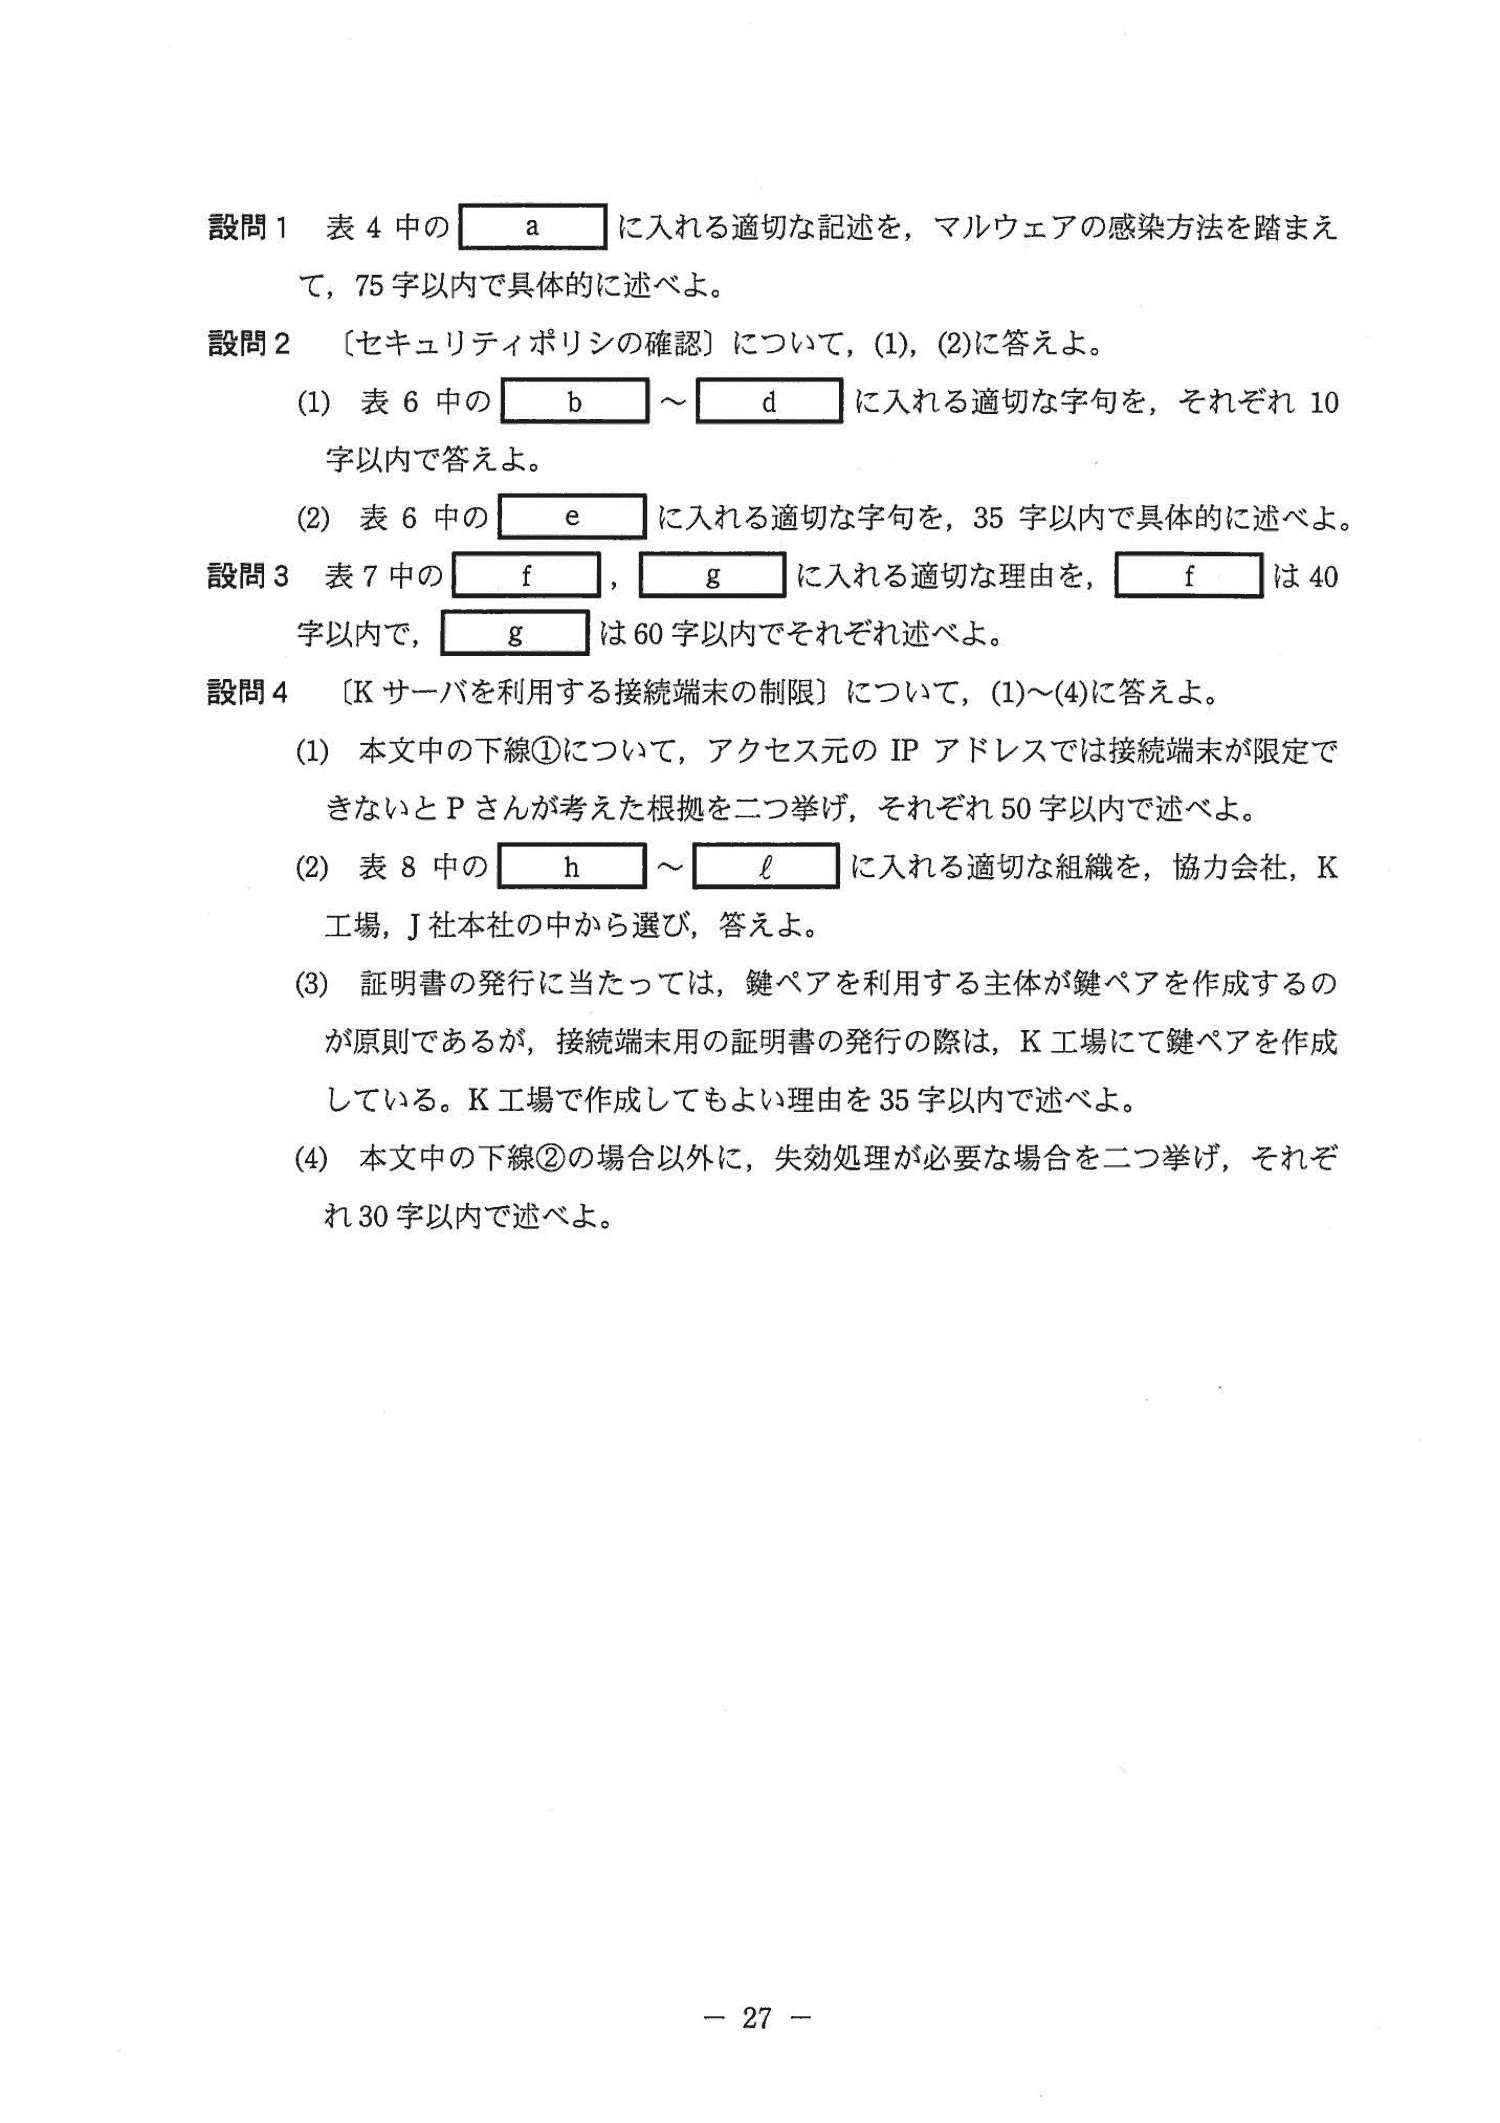 設問1 表 4 中の a に入れる適切な記述を，マルウェアの感染方法を踏まえ
て，75 字以内で具体的に述べよ。
設問2 〔セキュリティポリシの確認〕について，(1)，(2)に答えよ。
(1) 表 6 中の b ～ d に入れる適切な字句を，それぞれ 10
字以内で答えよ。
(2) 表 6 中の e に入れる適切な字句を，35 字以内で具体的に述べよ。
設問3 表 7 中の f ， g に入れる適切な理由を， f は 40
字以内で， g は 60 字以内でそれぞれ述べよ。
設問4 〔K サーバを利用する接続端末の制限〕について，(1)～(4)に答えよ。
(1) 本文中の下線①について，アクセス元の IP アドレスでは接続端末が限定で
きないと P さんが考えた根拠を二つ挙げ，それぞれ 50 字以内で述べよ。
(2) 表 8 中の h ～ ℓ に入れる適切な組織を，協力会社，K
工場，J 社本社の中から選び，答えよ。
(3) 証明書の発行に当たっては，鍵ペアを利用する主体が鍵ペアを作成するの
が原則であるが，接続端末用の証明書の発行の際は，K 工場にて鍵ペアを作成
している。K 工場で作成してもよい理由を 35 字以内で述べよ。
(4) 本文中の下線②の場合以外に，失効処理が必要な場合を二つ挙げ，それぞ
れ 30 字以内で述べよ。
－ 27 －